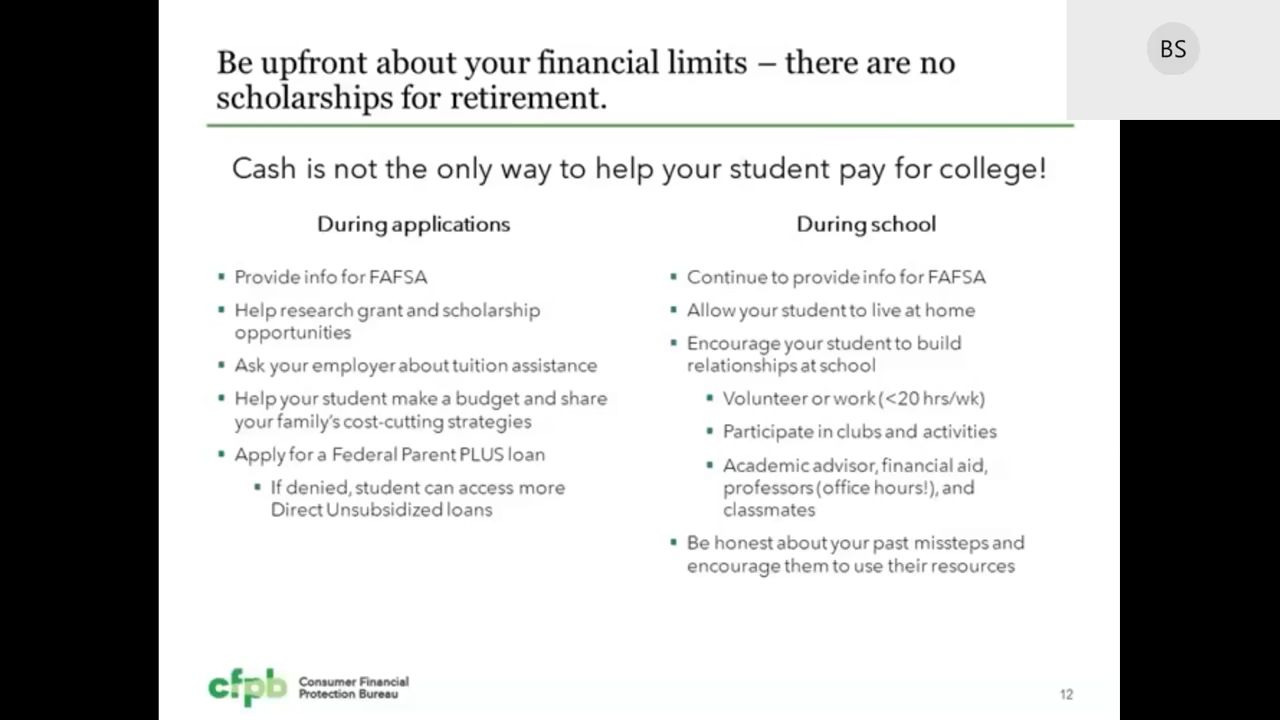 Be upfront about your financial limits – there are no
scholarships for retirement.
BS
Cash is not the only way to help your student pay for college!
During applications
▪ Provide info for FAFSA
▪ Help research grant and scholarship
opportunities
▪ Ask your employer about tuition assistance
▪ Help your student make a budget and share
your family's cost-cutting strategies
▪ Apply for a Federal Parent PLUS loan
▪ If denied, student can access more
Direct Unsubsidized loans
During school
▪ Continue to provide info for FAFSA
▪ Allow your student to live at home
▪ Encourage your student to build
relationships at school
▪ Volunteer or work (<20 hrs/wk)
▪ Participate in clubs and activities
▪ Academic advisor, financial aid,
professors (office hours!), and
classmates
▪ Be honest about your past missteps and
encourage them to use their resources
cfpb
Consumer Financial
Protection Bureau
12